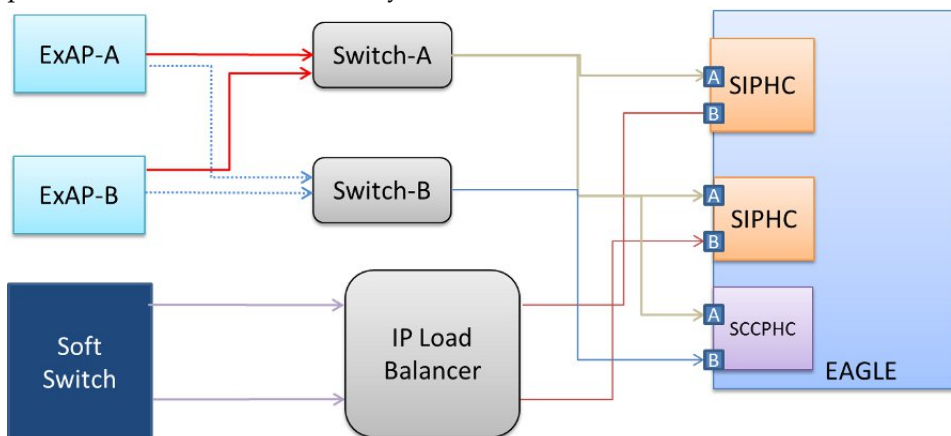 ExAP-A
Switch-A
A
SIPHC
B
ExAP-B
Switch-B
A
SIPHC
B
Soft
Switch
IP Load
Balancer
A
SCCPHC
B
EAGLE